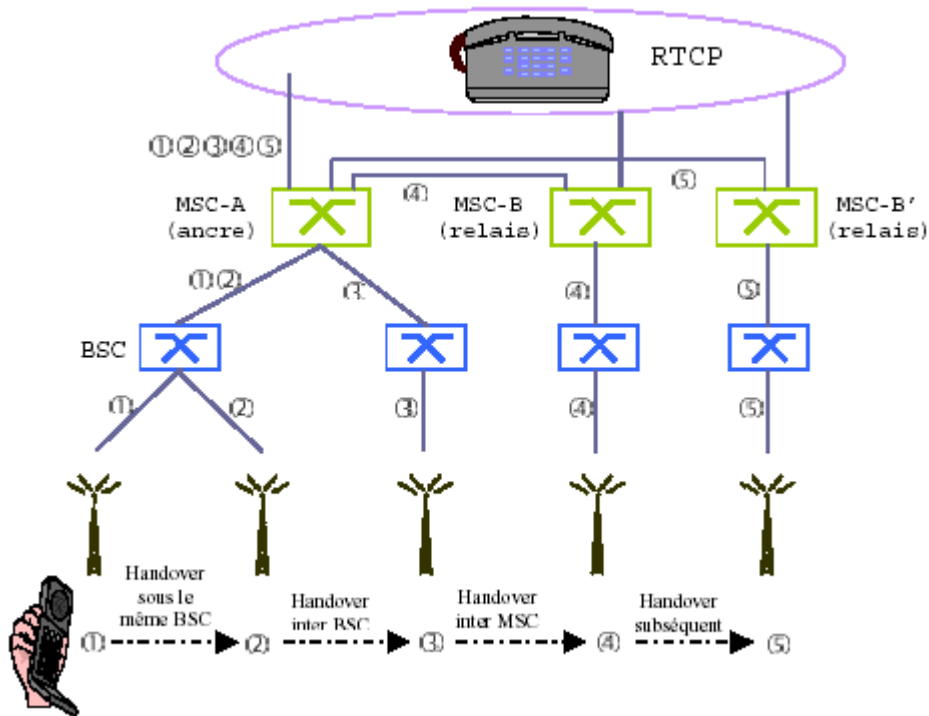 RTCP
①②③④⑤
④
⑤
MSC-A
(ancre)
MSC-B
(relais)
MSC-B'
(relais)
①②
③
④
⑤
BSC
①
②
③
④
⑤
Handover
sous le
même BSC
Handover
inter BSC
Handover
inter MSC
Handover
subséquent
①
②
③
④
⑤